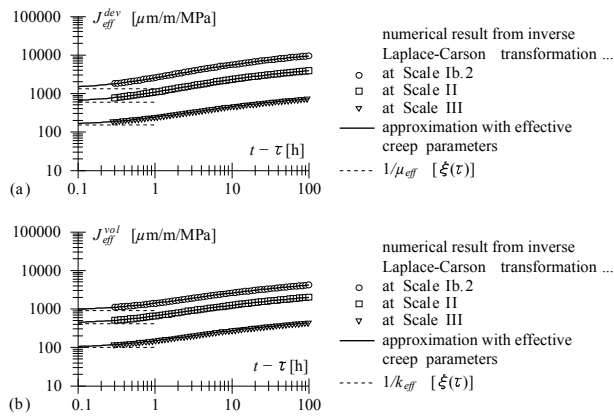 J_eff^dev [μm/m/MPa]
100000
10000
1000
100
10
0.1 1 10 100
t − τ [h]
(a)
numerical result from inverse
Laplace-Carson transformation ...
at Scale Ib.2
at Scale II
at Scale III
approximation with effective
creep parameters
1/μ_eff [ξ(τ)]
J_eff^vol [μm/m/MPa]
100000
10000
1000
100
10
0.1 1 10 100
t − τ [h]
(b)
numerical result from inverse
Laplace-Carson transformation ...
at Scale Ib.2
at Scale II
at Scale III
approximation with effective
creep parameters
1/k_eff [ξ(τ)]